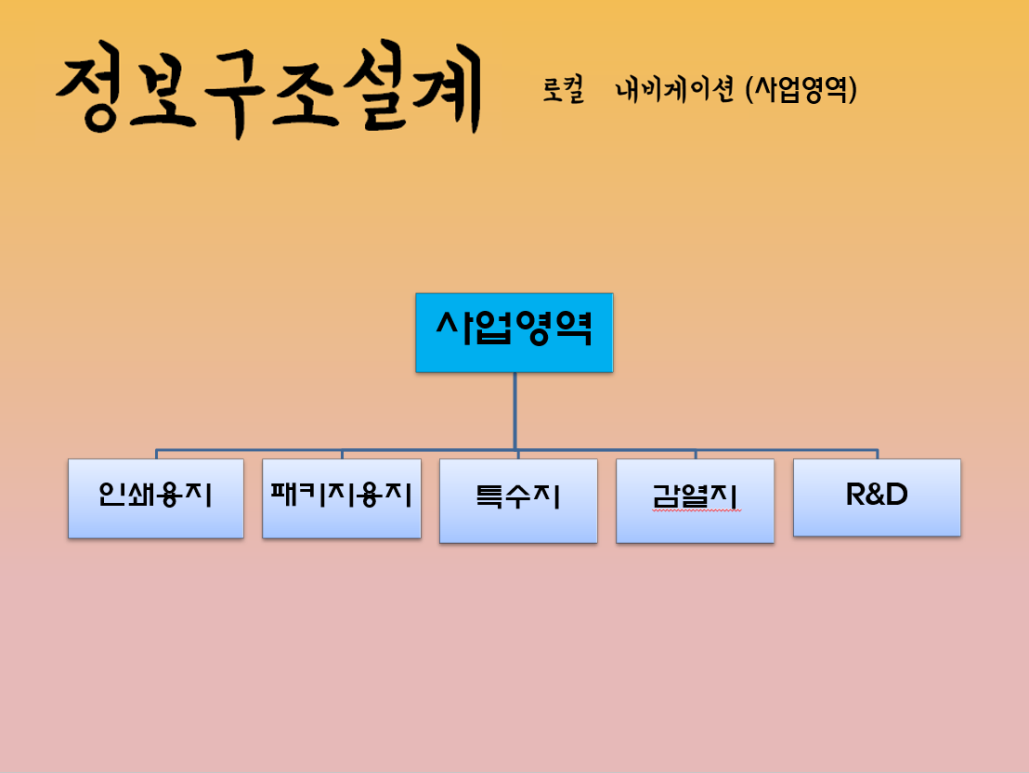 정보구조설계
로컬 내비게이션 (사업영역)
사업영역
인쇄용지
패키지용지
특수지
감열지
R&D